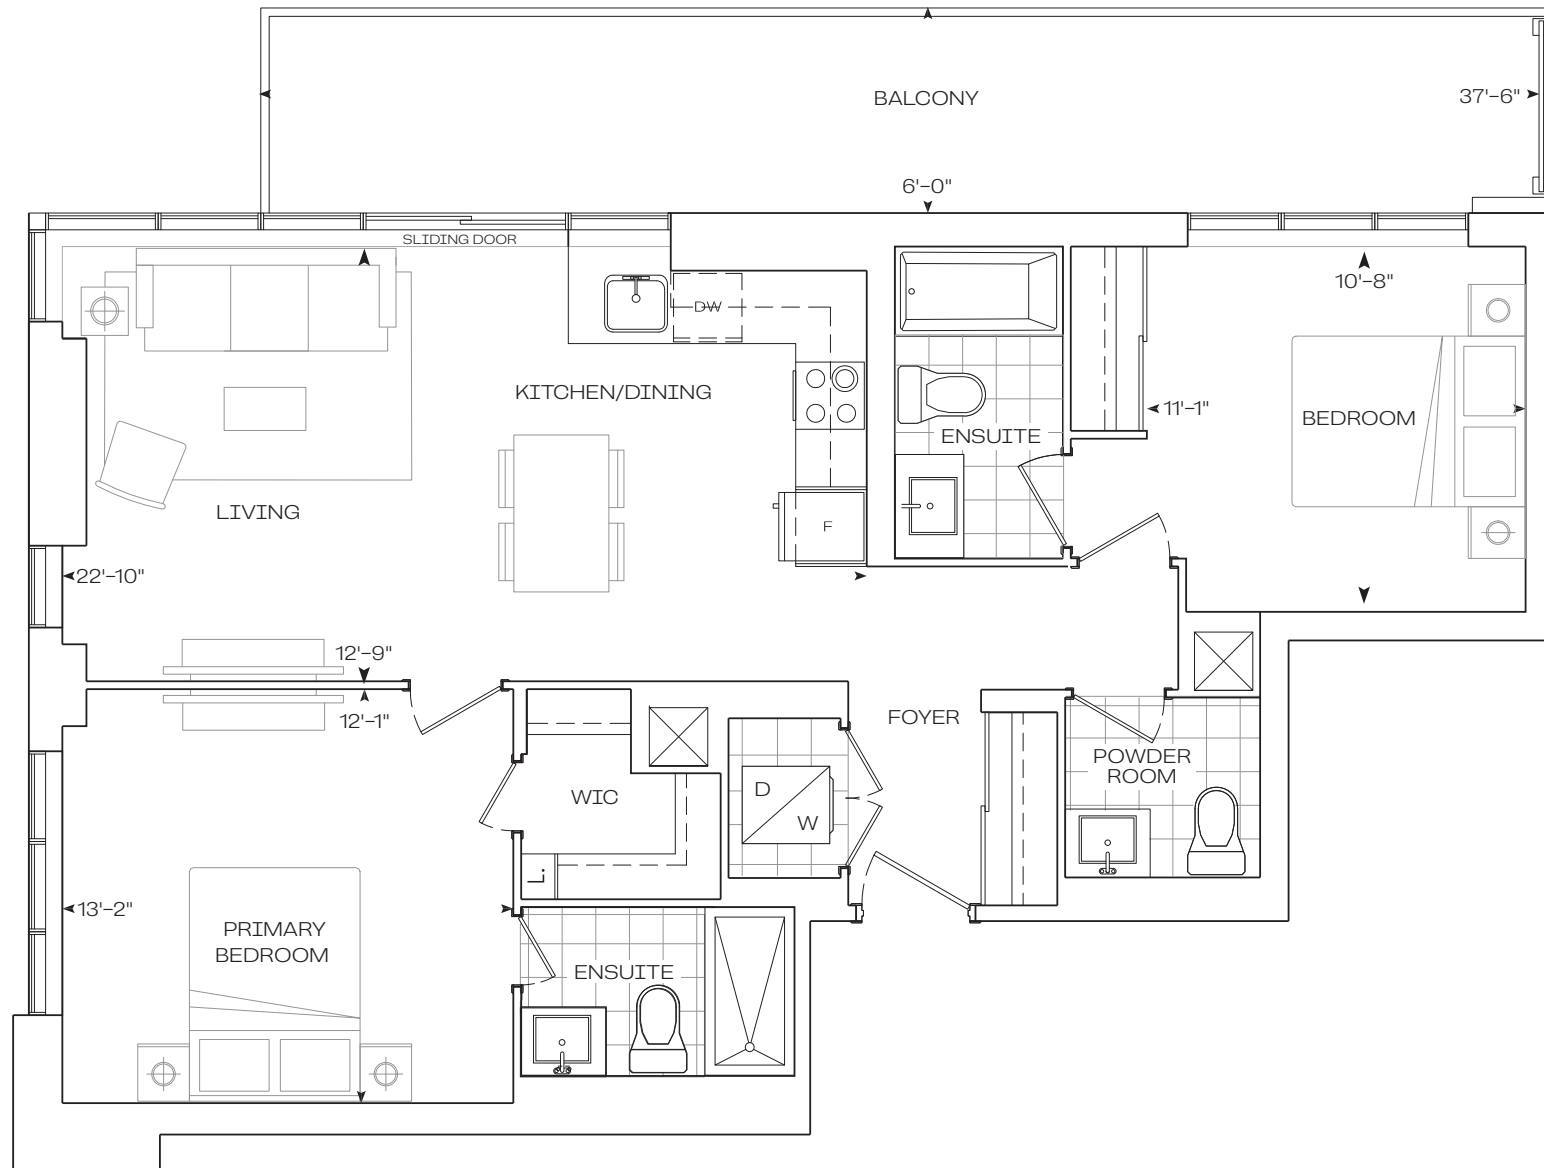 BALCONY
37'-6"
6'-0"
SLIDING DOOR
10'-8"
DW
KITCHEN/DINING
11'-1"
BEDROOM
ENSUITE
LIVING
F
22'-10"
12'-9"
12'-1"
FOYER
POWDER
ROOM
D
WIC
W
L.
13'-2"
PRIMARY
BEDROOM
ENSUITE